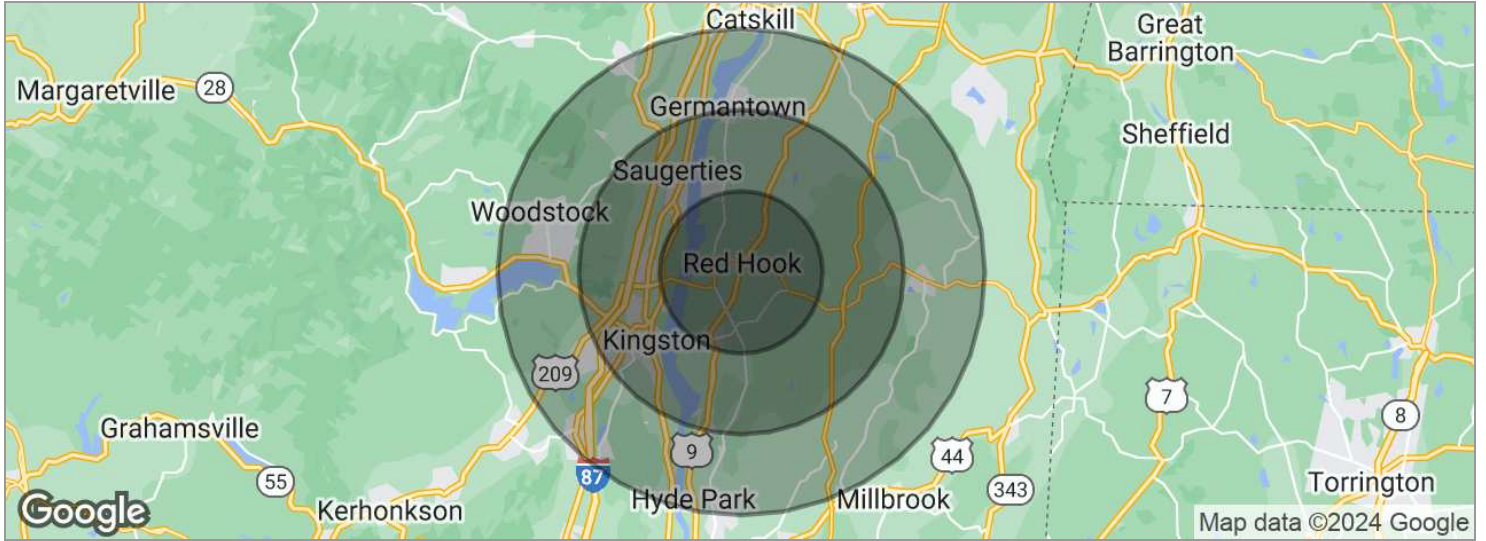 Catskill
Great
Barrington
Margaretville
28
Germantown
Sheffield
Saugerties
Woodstock
Red Hook
Kingston
209
7
8
Grahamsville
9
44
87
55
343
Torrington
Hyde Park
Millbrook
Kerhonkson
Google
Map data ©2024 Google